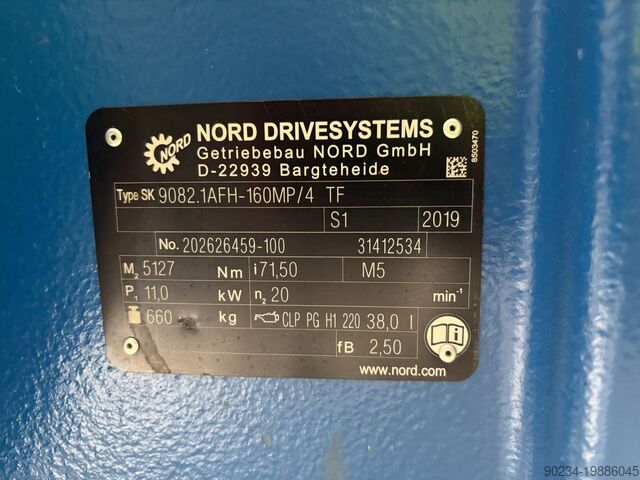 NORD
NORD DRIVESYSTEMS
Getriebebau NORD GmbH
D-22939 Bargteheide
8503470
Type SK 9082.1AFH-160MP/4 TF
S1 2019
No. 202626459-100 31412534
M2 5127 Nm i 71,50 M5
P1 11,0 kW n2 20 min-1
660 kg CLP PG H1 220 38,0 l
fB 2,50
www.nord.com
90234-19886045